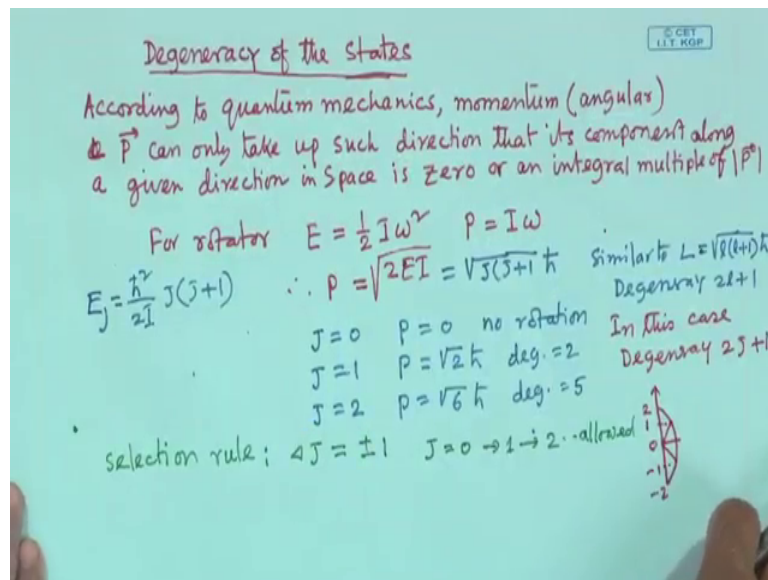 Degeneracy of the States
© CET
I.I.T. KGP
According to quantum mechanics, momentum (angular)
P⃗ can only take up such direction that its component along
a given direction in Space is zero or an integral multiple of |P⃗|
For rotator E = ½ Iω² P = Iω
E_J = ħ²/2I J(J+1) ∴ P = √2EI = √J(J+1) ħ Similar to L = √l(l+1) ħ
Degenray 2l+1
J=0 P=0 no rotation In this case
J=1 P=√2 ħ deg.=2 Degenray 2J+1
J=2 P=√6 ħ deg.=5
selection rule: ΔJ = ±1 J=0→1→2..allowed
2
1
0
-1
-2